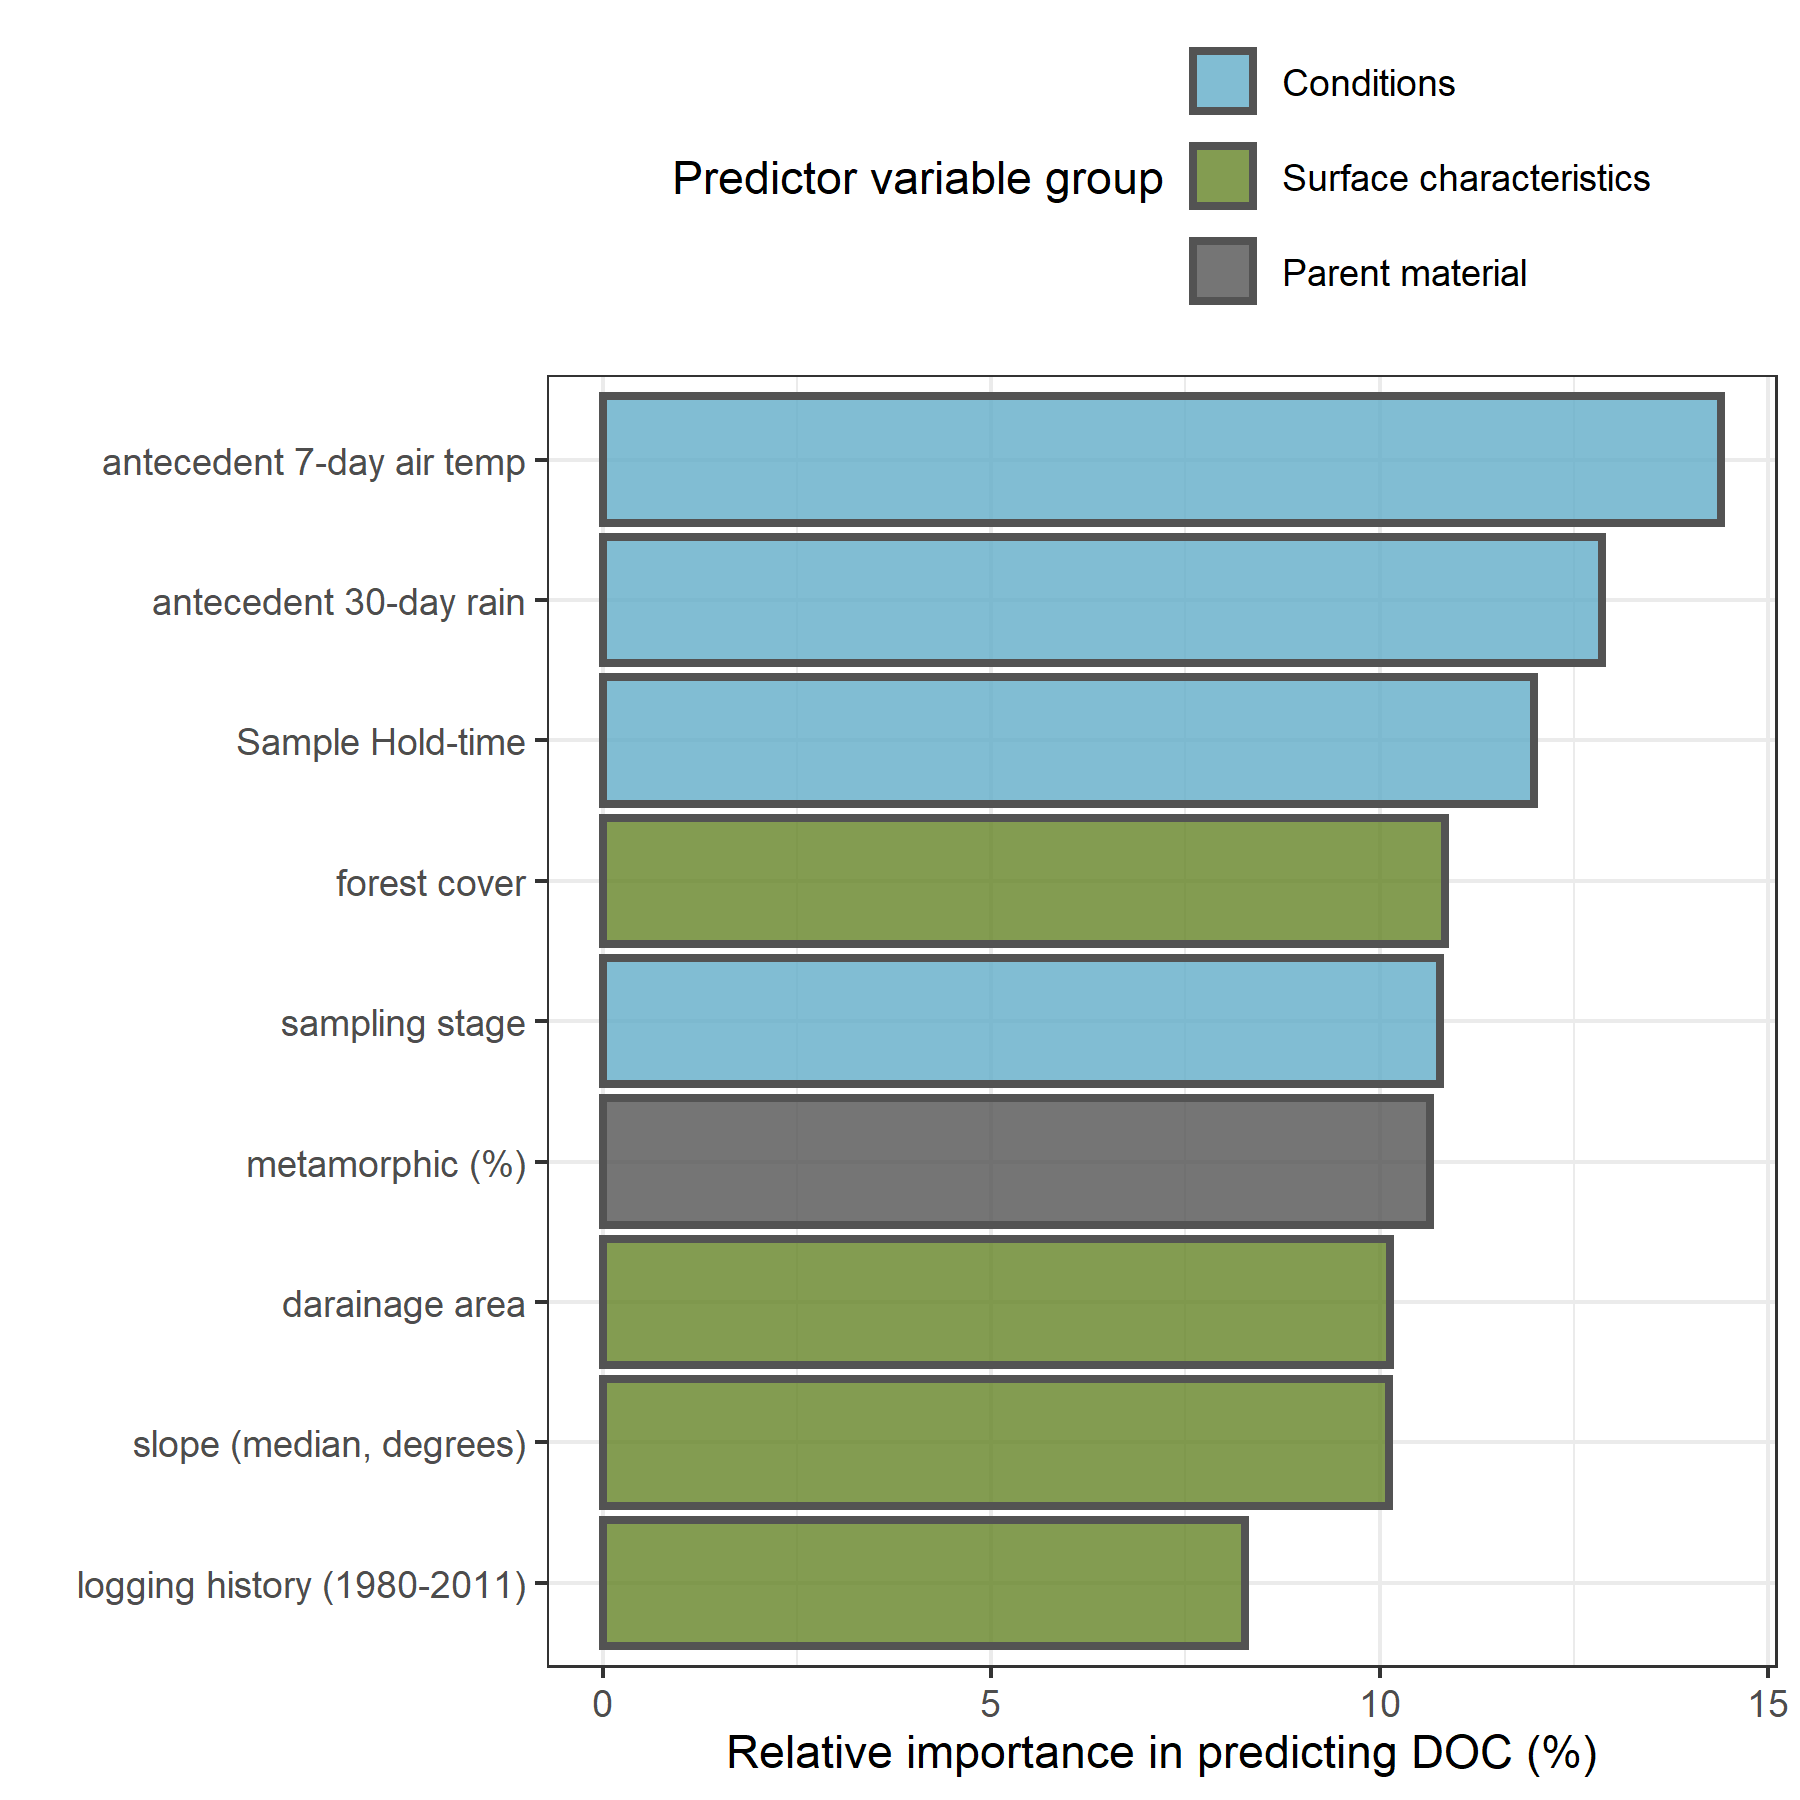 Conditions
Predictor variable group
Surface characteristics
Parent material
antecedent 7-day air temp
antecedent 30-day rain
Sample Hold-time
forest cover
sampling stage
metamorphic (%)
darainage area
slope (median, degrees)
logging history (1980-2011)
0 5 10 15
Relative importance in predicting DOC (%)